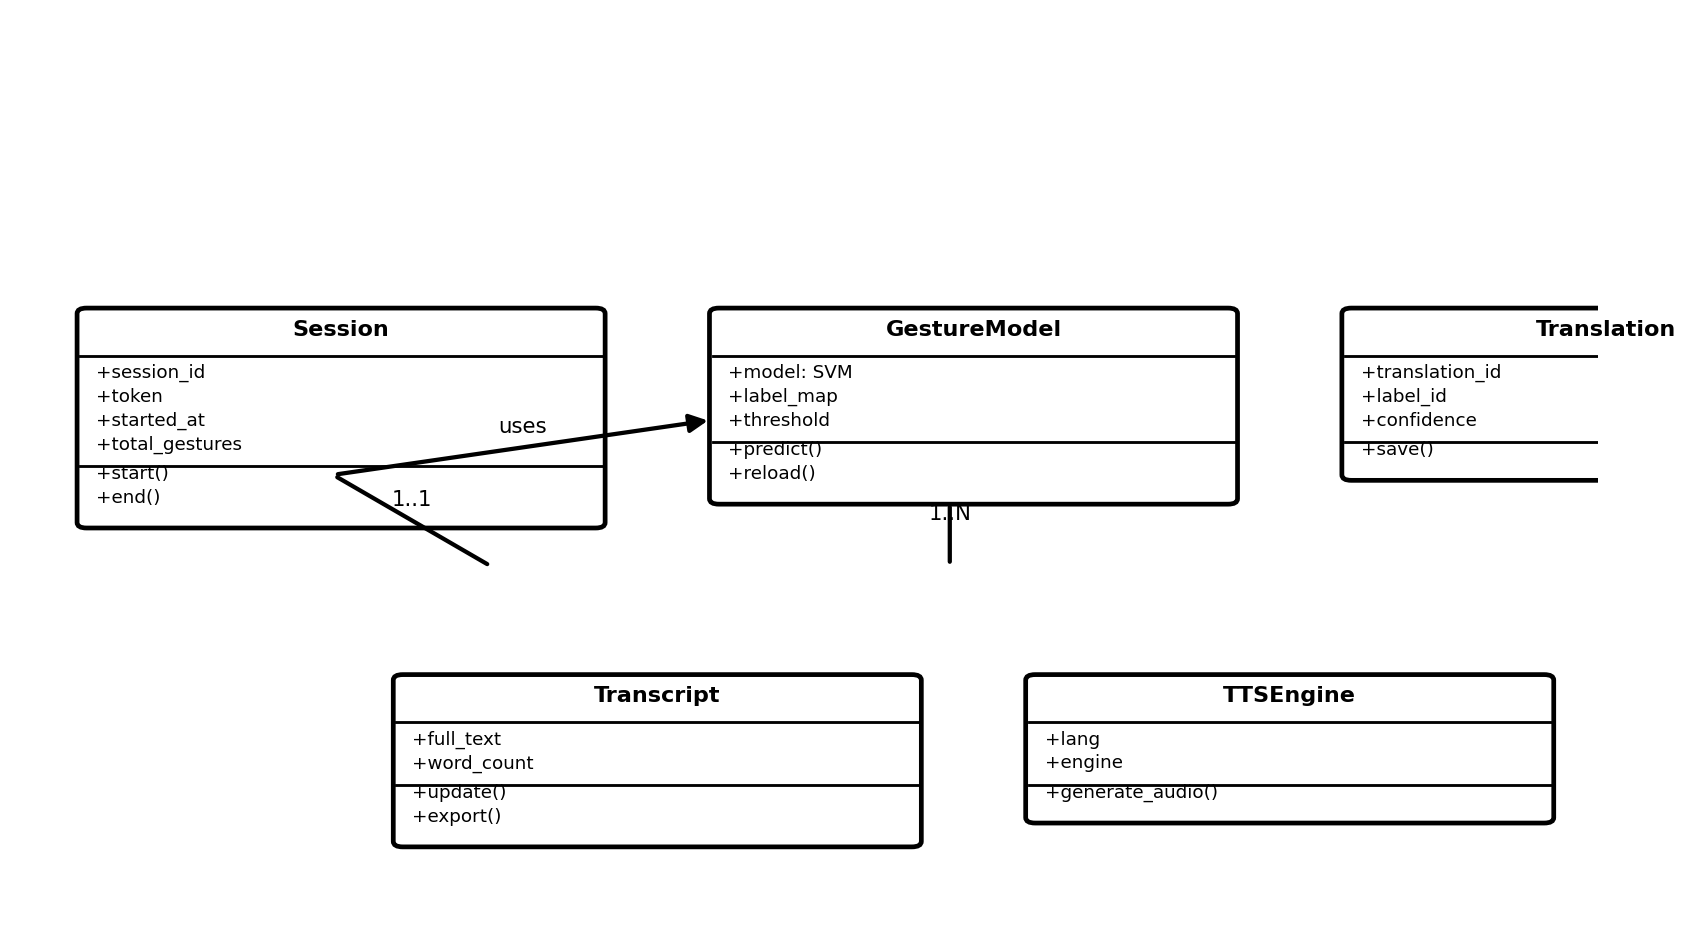 Session
+session_id
+token
+started_at
+total_gestures
+start()
+end()
uses
1..1
GestureModel
+model: SVM
+label_map
+threshold
+predict()
+reload()
1..N
Translation
+translation_id
+label_id
+confidence
+save()
Transcript
+full_text
+word_count
+update()
+export()
TTSEngine
+lang
+engine
+generate_audio()